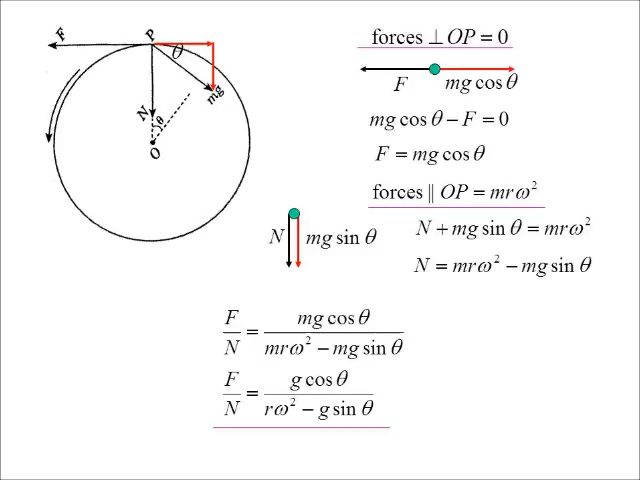 F P θ
mg
N θ
O
forces ⊥ OP = 0
F mg cos θ
mg cos θ − F = 0
F = mg cos θ
forces || OP = mrω²
N mg sin θ
N + mg sin θ = mrω²
N = mrω² − mg sin θ
F/N = mg cos θ / (mrω² − mg sin θ)
F/N = g cos θ / (rω² − g sin θ)